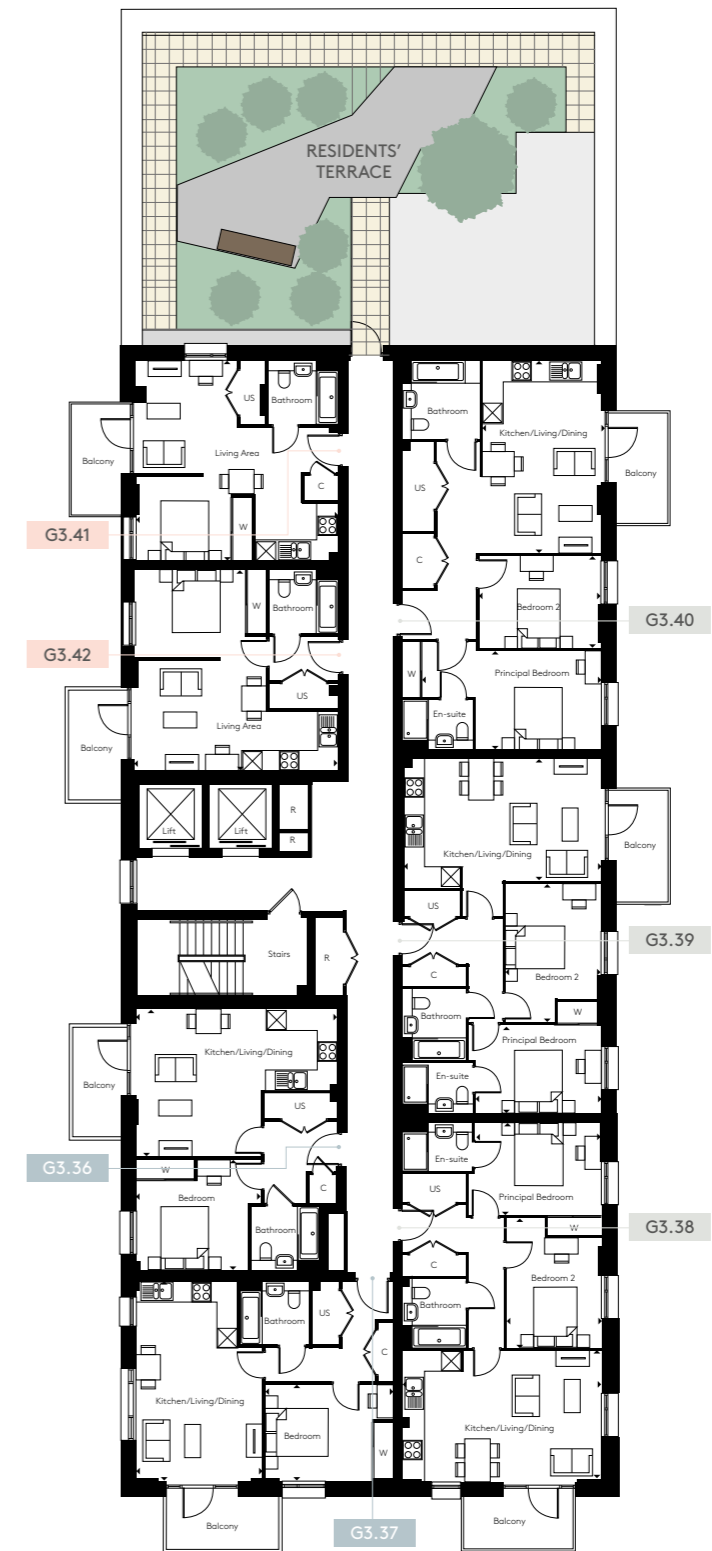 RESIDENTS'
TERRACE
US
Bathroom
Balcony
Living Area
C
W
G3.41
Bathroom
Kitchen/Living/Dining
US
Balcony
C
Bedroom 2
G3.40
W
Principal Bedroom
En-suite
W
Bathroom
G3.42
US
Living Area
Balcony
Lift
Lift
R
R
Kitchen/Living/Dining
Balcony
US
G3.39
C
Bedroom 2
W
Bathroom
Principal Bedroom
En-suite
Stairs
R
Kitchen/Living/Dining
Balcony
US
G3.36
W
C
Bedroom
Bathroom
En-suite
Principal Bedroom
US
W
G3.38
C
Bedroom 2
Bathroom
Kitchen/Living/Dining
Balcony
US
Bathroom
C
Kitchen/Living/Dining
Bedroom
W
Balcony
G3.37